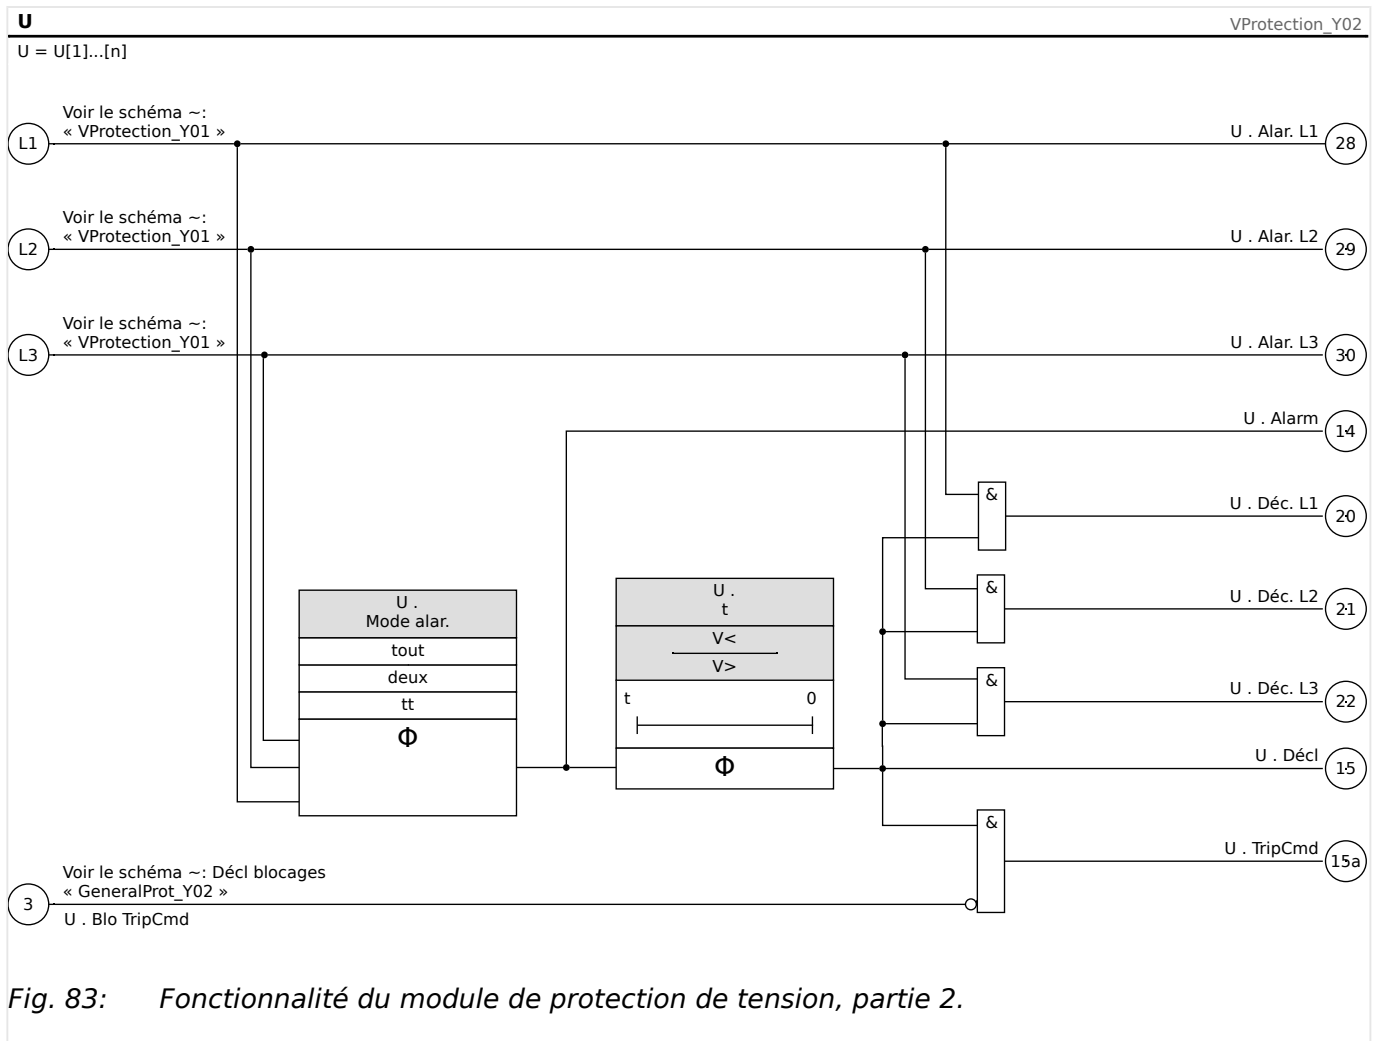 U
VProtection_Y02
U = U[1]...[n]
Voir le schéma ~:
« VProtection_Y01 »
L1
U . Alar. L1
28
Voir le schéma ~:
« VProtection_Y01 »
L2
U . Alar. L2
29
Voir le schéma ~:
« VProtection_Y01 »
L3
U . Alar. L3
30
U . Alarm
14
&
U . Déc. L1
20
&
U . Déc. L2
21
&
U . Déc. L3
22
U .
Mode alar.
tout
deux
tt
Φ
U .
t
V<
V>
t 0
Φ
U . Décl
15
&
U . TripCmd
15a
Voir le schéma ~: Décl blocages
« GeneralProt_Y02 »
3
U . Blo TripCmd
Fig. 83: Fonctionnalité du module de protection de tension, partie 2.